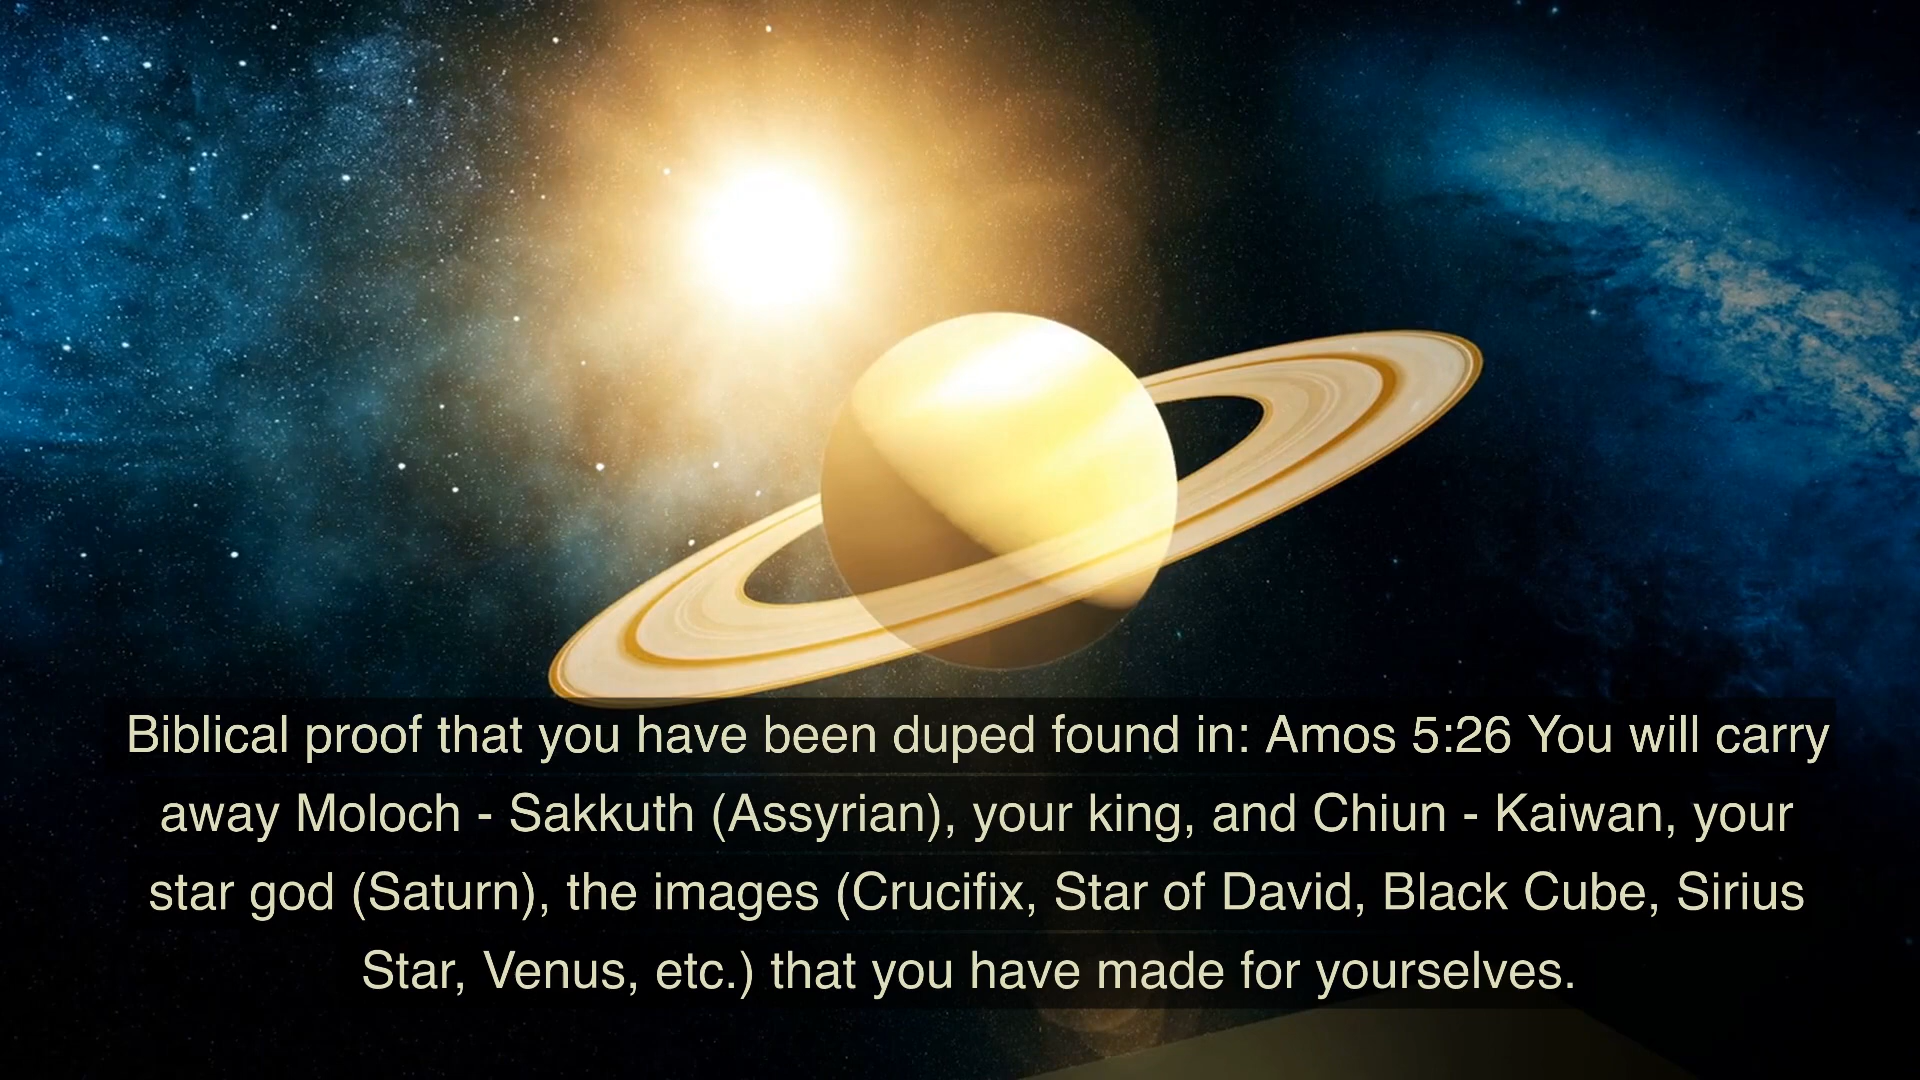 Biblical proof that you have been duped found in: Amos 5:26 You will carry
away Moloch - Sakkuth (Assyrian), your king, and Chiun - Kaiwan, your
star god (Saturn), the images (Crucifix, Star of David, Black Cube, Sirius
Star, Venus, etc.) that you have made for yourselves.